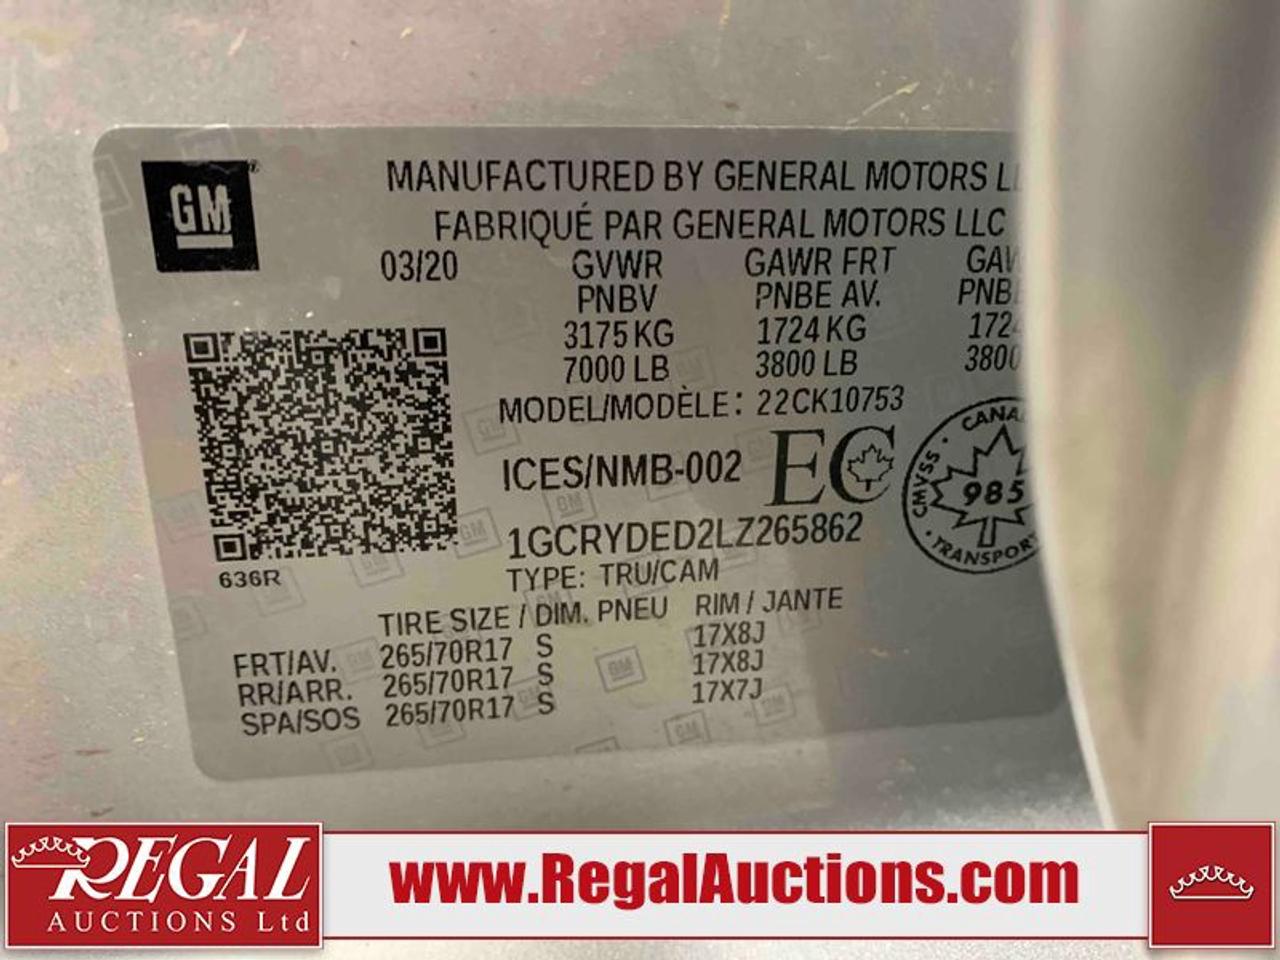 GM
MANUFACTURED BY GENERAL MOTORS
FABRIQUÉ PAR GENERAL MOTORS LLC
03/20 GVWR GAWR FRT
PNBV PNBE AV.
3175 KG 1724 KG
7000 LB 3800 LB 3800
MODEL/MODÈLE: 22CK10753
ICES/NMB-002 EC
CMVSS 985
1GCRYDED2LZ265862
636R
TYPE: TRU/CAM
TIRE SIZE / DIM. PNEU RIM / JANTE
FRT/AV. 265/70R17 S 17X8J
RR/ARR. 265/70R17 S 17X8J
SPA/SOS 265/70R17 S 17X7J
REGAL
AUCTIONS Ltd
www.RegalAuctions.com